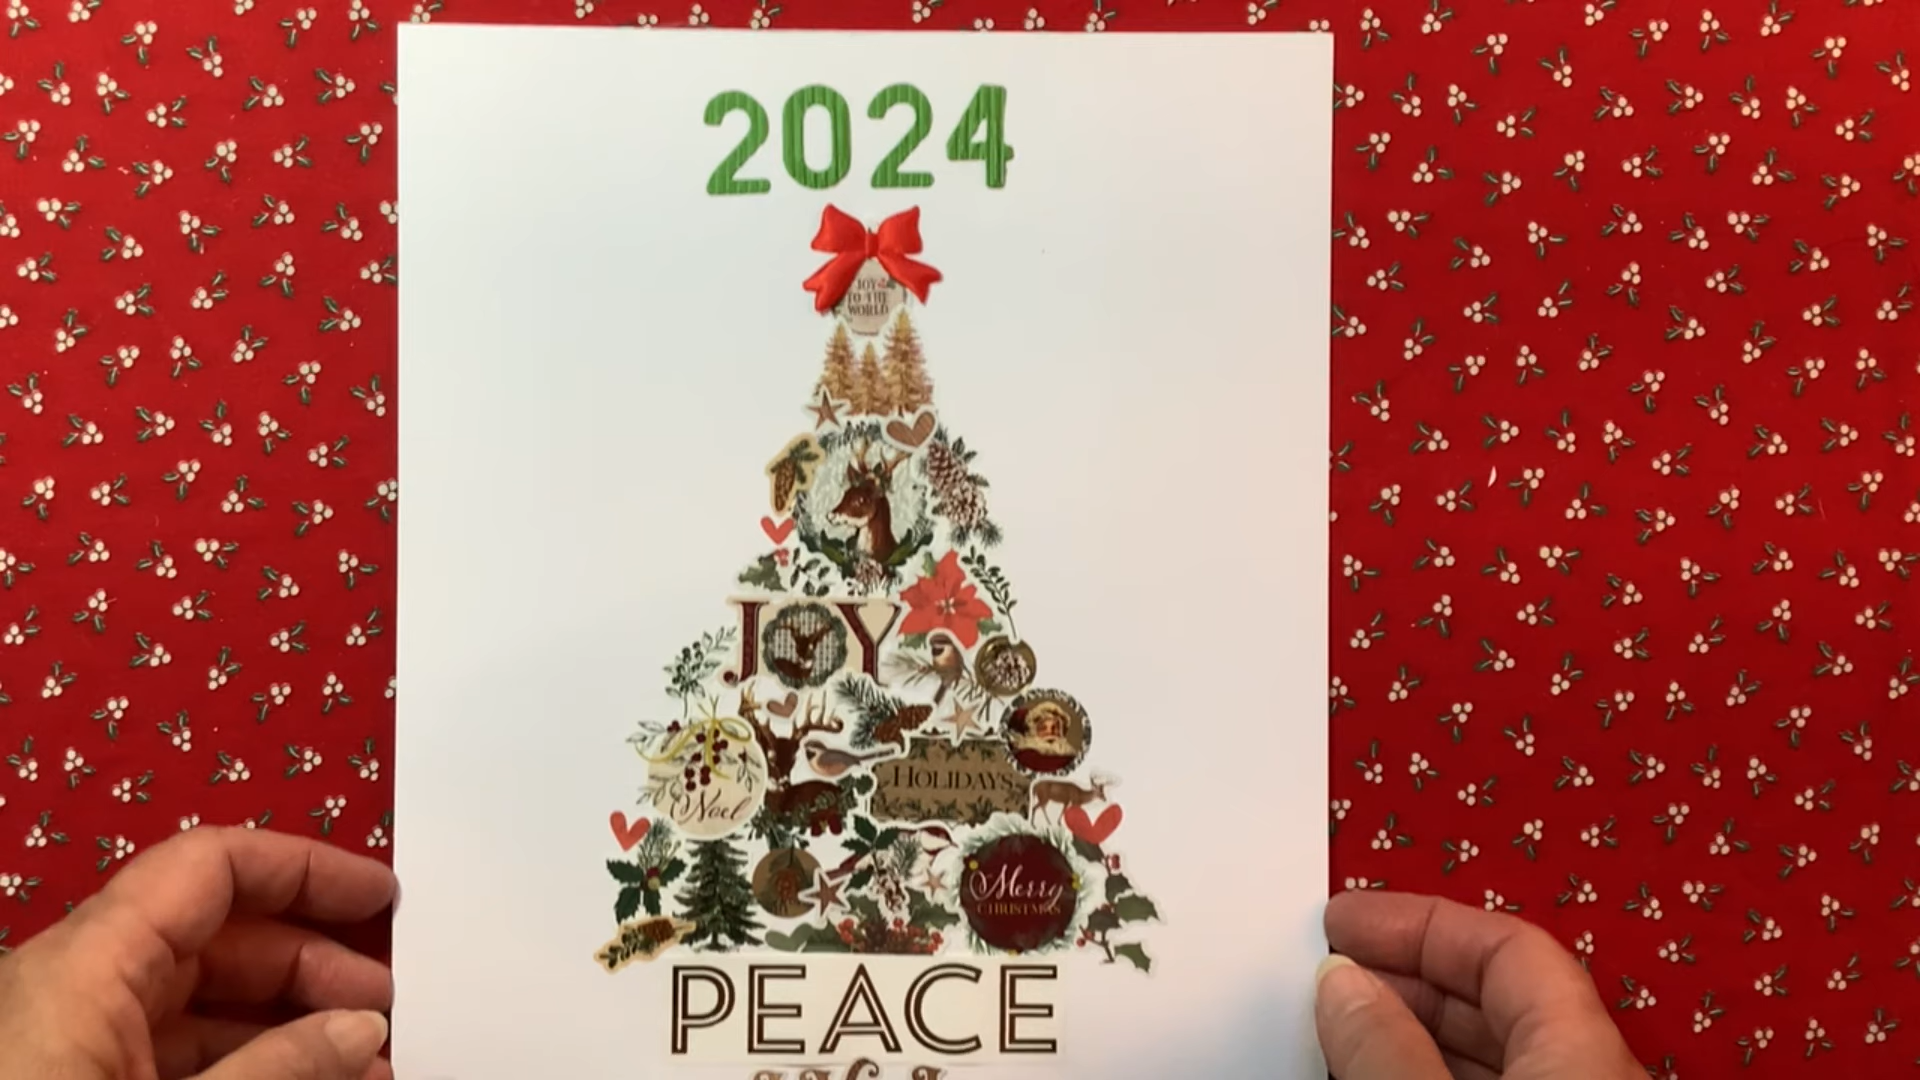 2024
JOY
TO THE
WORLD
JOY
HOLIDAYS
Noel
Merry
CHRISTMAS
PEACE